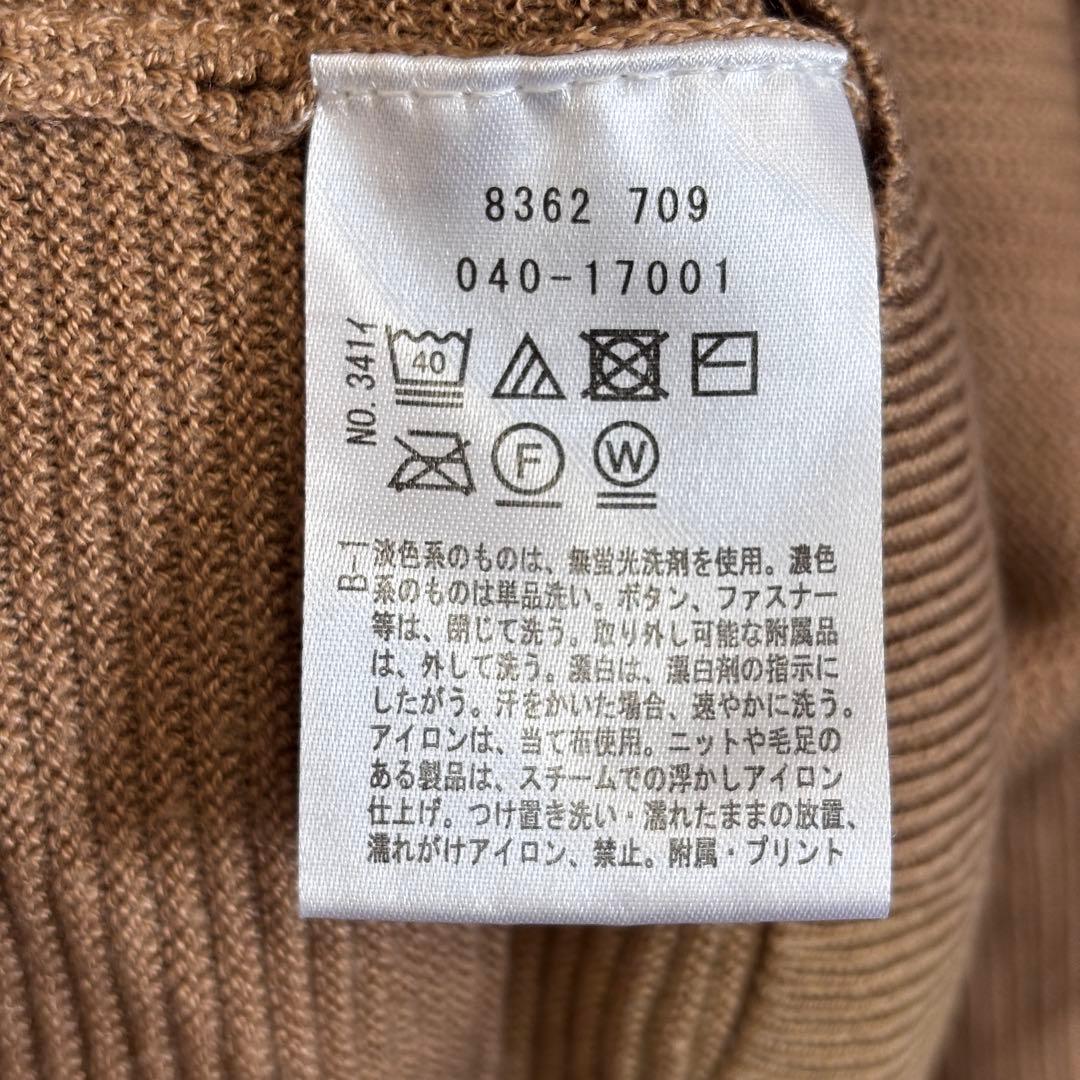 8362 709
040-17001
NO.341イ
40
F
W
B-1
淡色系のものは、無蛍光洗剤を使用。濃色
系のものは単品洗い。ボタン、ファスナー
等は、閉じて洗う。取り外し可能な附属品
は、外して洗う。漂白は、漂白剤の指示に
したがう。汗をかいた場合、速やかに洗う。
アイロンは、当て布使用。ニットや毛足の
ある製品は、スチームでの浮かしアイロン
仕上げ。つけ置き洗い・濡れたままの放置、
濡れがけアイロン、禁止。附属・プリント